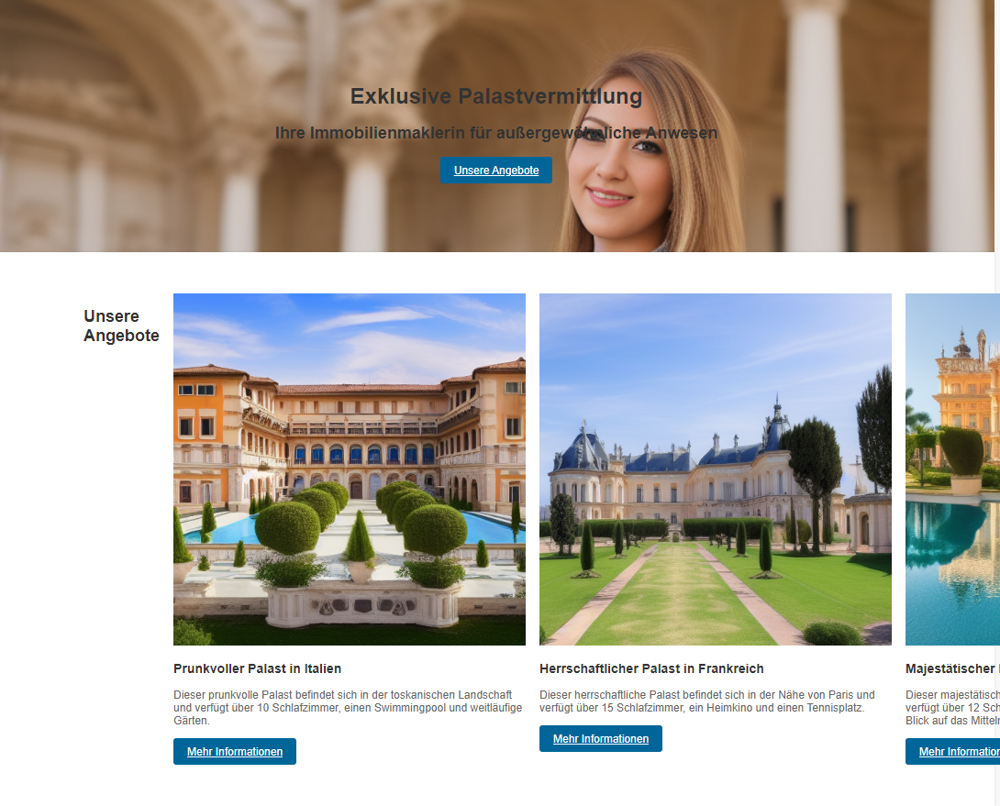 Exklusive Palastvermittlung
Ihre Immobilienmaklerin für außergewöhnliche Anwesen
Unsere Angebote
Unsere
Angebote
Prunkvoller Palast in Italien
Dieser prunkvolle Palast befindet sich in der toskanischen Landschaft
und verfügt über 10 Schlafzimmer, einen Swimmingpool und weitläufige
Gärten.
Mehr Informationen
Herrschaftlicher Palast in Frankreich
Dieser herrschaftliche Palast befindet sich in der Nähe von Paris und
verfügt über 15 Schlafzimmer, ein Heimkino und einen Tennisplatz.
Mehr Informationen
Majestätischer
Dieser
verfügt über 12
Blick auf das
Mehr